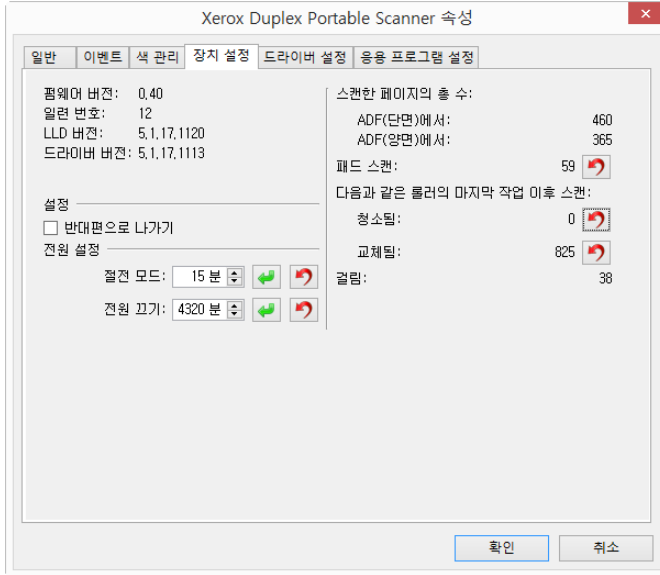 Xerox Duplex Portable Scanner 속성
일반 이벤트 색 관리 장치 설정 드라이버 설정 응용 프로그램 설정
펌웨어 버전: 0.40
일련 번호: 12
LLD 버전: 5.1.17.1120
드라이버 버전: 5.1.17.1113
설정
반대편으로 나가기
전원 설정
절전 모드: 15 분
전원 끄기: 4320 분
스캔한 페이지의 총 수:
ADF(단면)에서: 460
ADF(양면)에서: 365
패드 스캔: 59
다음과 같은 롤러의 마지막 작업 이후 스캔:
청소됨: 0
교체됨: 825
걸림: 38
확인 취소